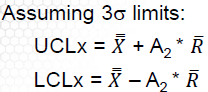 Assuming 3σ limits:
UCLx = X̿ + A₂ * R̄
LCLx = X̿ – A₂ * R̄